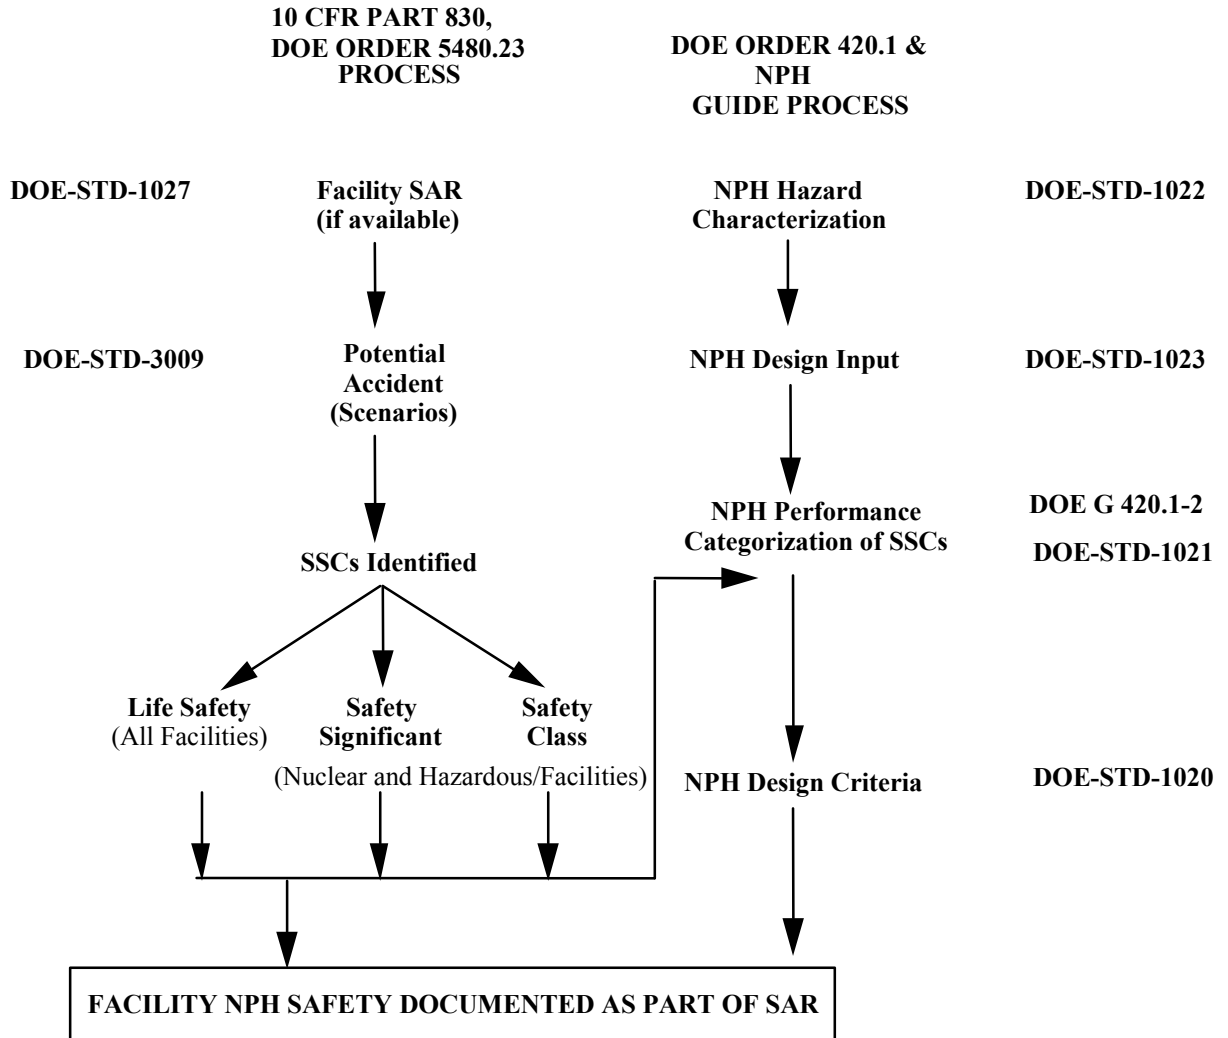 10 CFR PART 830,
DOE ORDER 5480.23
PROCESS
DOE ORDER 420.1 &
NPH
GUIDE PROCESS
DOE-STD-1027
Facility SAR
(if available)
NPH Hazard
Characterization
DOE-STD-1022
DOE-STD-3009
Potential
Accident
(Scenarios)
NPH Design Input
DOE-STD-1023
NPH Performance
Categorization of SSCs
DOE G 420.1-2
DOE-STD-1021
SSCs Identified
Life Safety
(All Facilities)
Safety
Significant
Safety
Class
(Nuclear and Hazardous/Facilities)
NPH Design Criteria
DOE-STD-1020
FACILITY NPH SAFETY DOCUMENTED AS PART OF SAR